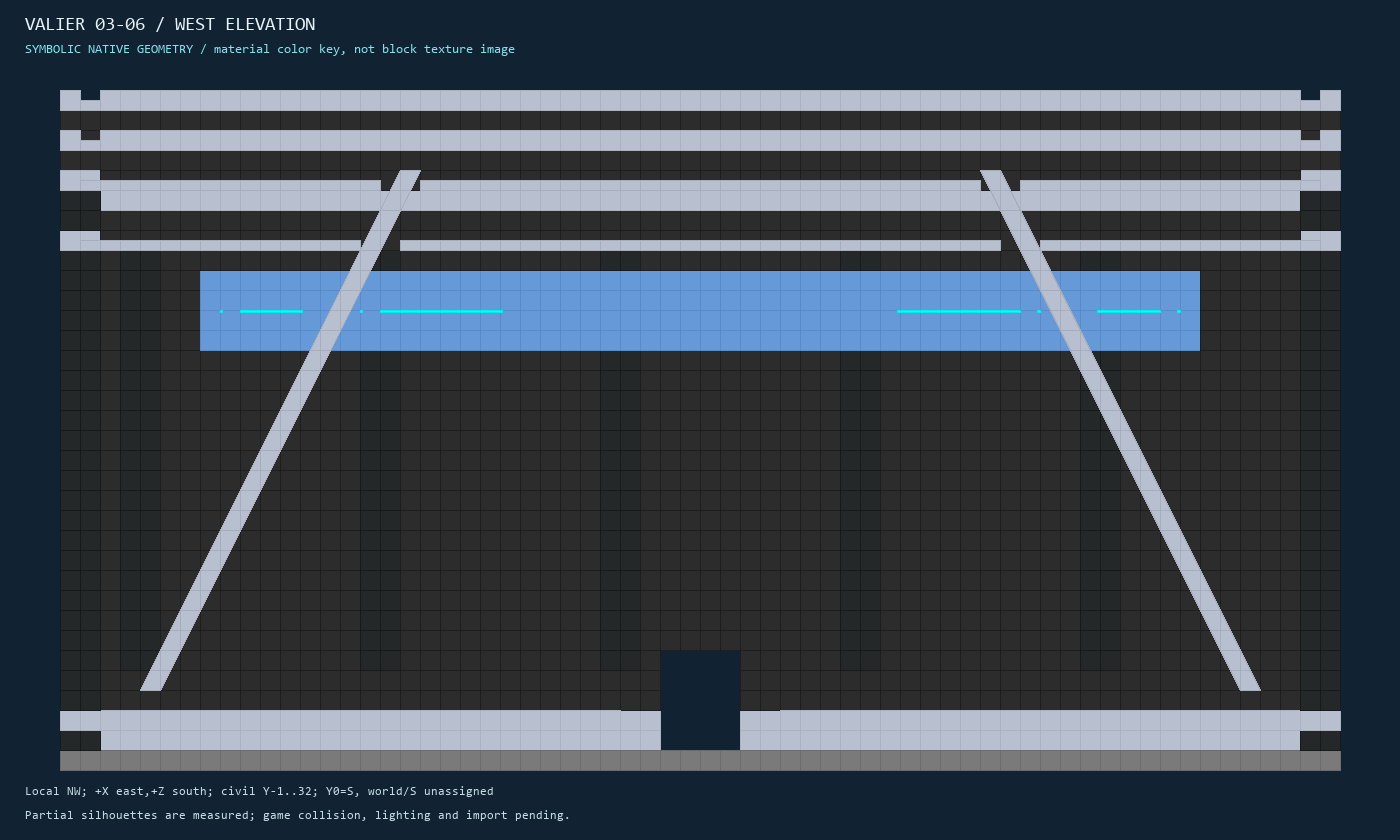 VALIER 03-06 / WEST ELEVATION
SYMBOLIC NATIVE GEOMETRY / material color key, not block texture image
Local NW; +X east,+Z south; civil Y-1..32; Y0=S, world/S unassigned
Partial silhouettes are measured; game collision, lighting and import pending.